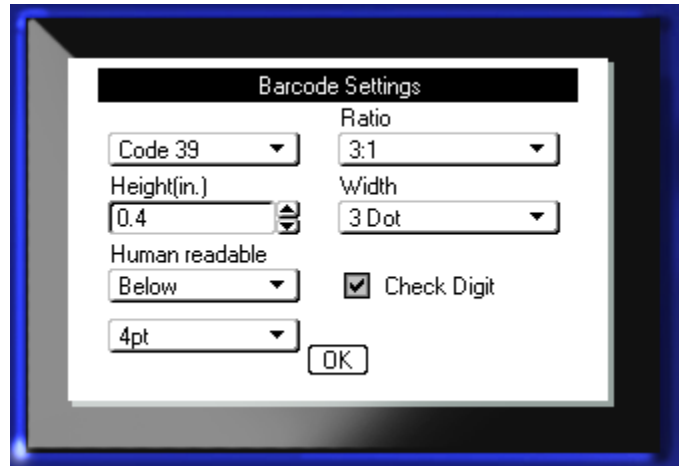 Barcode Settings
Ratio
Code 39
3:1
Height(in.)
Width
0.4
3 Dot
Human readable
Below
Check Digit
4pt
OK